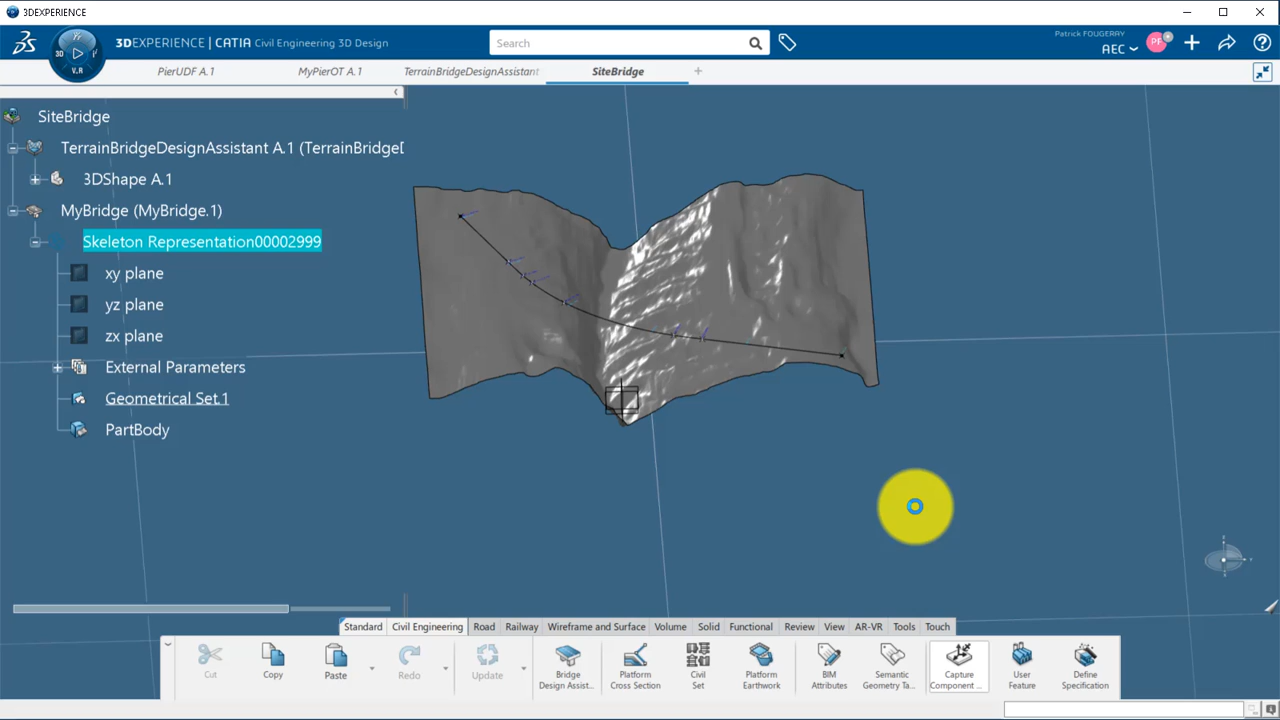 3DEXPERIENCE
3DEXPERIENCE | CATIA Civil Engineering 3D Design
Search
Patrick FOUGERAY
AEC
PF
3D
V.R
PierUDF A.1
MyPierOT A.1
TerrainBridgeDesignAssistant
SiteBridge
SiteBridge
TerrainBridgeDesignAssistant A.1 (TerrainBridgeD
3DShape A.1
MyBridge (MyBridge.1)
Skeleton Representation00002999
xy plane
yz plane
zx plane
External Parameters
Geometrical Set.1
PartBody
Standard
Civil Engineering
Road
Railway
Wireframe and Surface
Volume
Solid
Functional
Review
View
AR-VR
Tools
Touch
Cut
Copy
Paste
Redo
Update
Bridge
Design Assist...
Platform
Cross Section
Civil
Set
Platform
Earthwork
BIM
Attributes
Semantic
Geometry Ta...
Capture
Component ...
User
Feature
Define
Specification